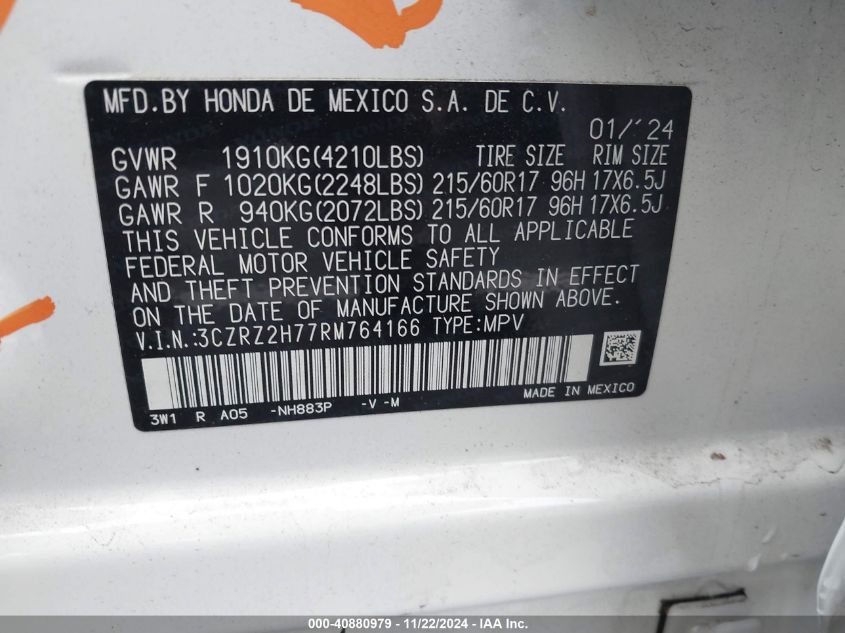 MFD.BY HONDA DE MEXICO S.A. DE C.V.
01/'24
GVWR 1910KG(4210LBS) TIRE SIZE RIM SIZE
GAWR F 1020KG(2248LBS) 215/60R17 96H 17X6.5J
GAWR R 940KG(2072LBS) 215/60R17 96H 17X6.5J
THIS VEHICLE CONFORMS TO ALL APPLICABLE
FEDERAL MOTOR VEHICLE SAFETY
AND THEFT PREVENTION STANDARDS IN EFFECT
ON THE DATE OF MANUFACTURE SHOWN ABOVE.
V.I.N.:3CZRZ2H77RM764166 TYPE:MPV
MADE IN MEXICO
3W1 R A05 -NH883P -V -M
000-40880979 - 11/22/2024 - IAA Inc.